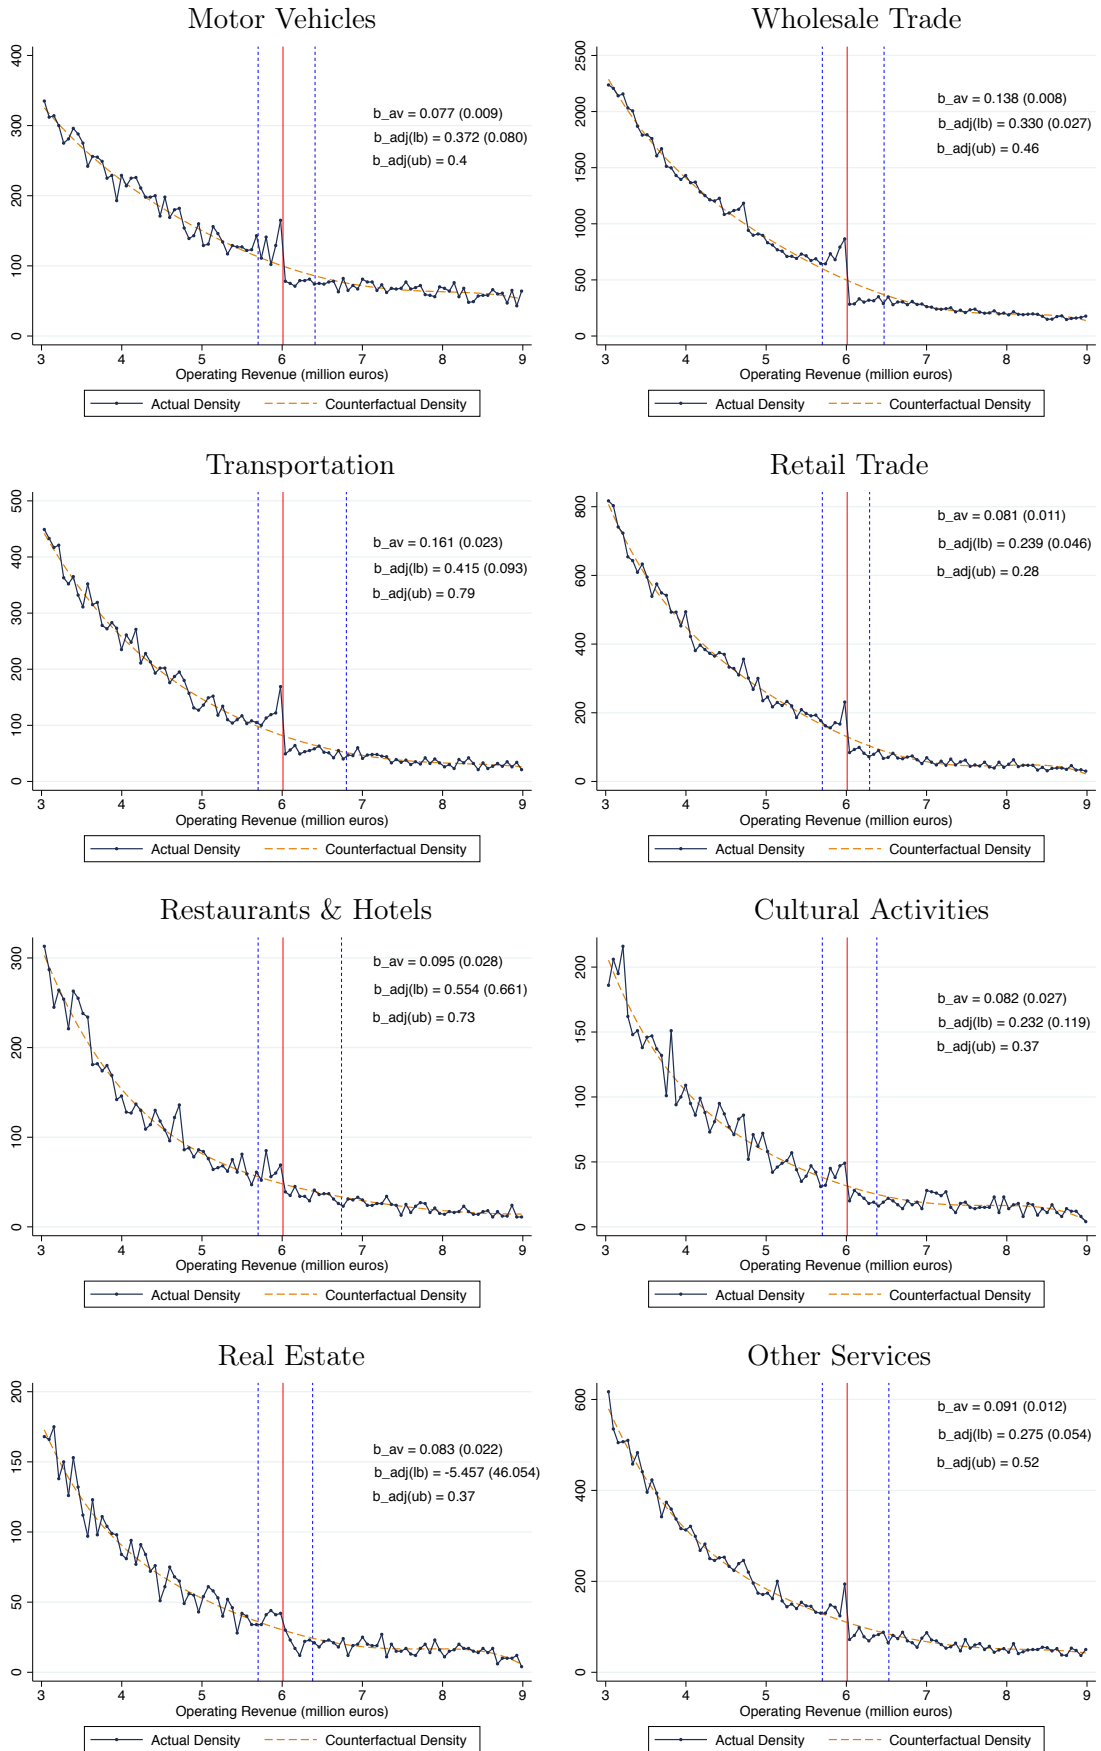 Motor Vehicles
0 100 200 300 400
b_av = 0.077 (0.009)
b_adj(lb) = 0.372 (0.080)
b_adj(ub) = 0.4
3 4 5 6 7 8 9
Operating Revenue (million euros)
Actual Density Counterfactual Density
Wholesale Trade
0 500 1000 1500 2000 2500
b_av = 0.138 (0.008)
b_adj(lb) = 0.330 (0.027)
b_adj(ub) = 0.46
3 4 5 6 7 8 9
Operating Revenue (million euros)
Actual Density Counterfactual Density
Transportation
0 100 200 300 400 500
b_av = 0.161 (0.023)
b_adj(lb) = 0.415 (0.093)
b_adj(ub) = 0.79
3 4 5 6 7 8 9
Operating Revenue (million euros)
Actual Density Counterfactual Density
Retail Trade
0 200 400 600 800
b_av = 0.081 (0.011)
b_adj(lb) = 0.239 (0.046)
b_adj(ub) = 0.28
3 4 5 6 7 8 9
Operating Revenue (million euros)
Actual Density Counterfactual Density
Restaurants & Hotels
0 100 200 300
b_av = 0.095 (0.028)
b_adj(lb) = 0.554 (0.661)
b_adj(ub) = 0.73
3 4 5 6 7 8 9
Operating Revenue (million euros)
Actual Density Counterfactual Density
Cultural Activities
0 50 100 150 200
b_av = 0.082 (0.027)
b_adj(lb) = 0.232 (0.119)
b_adj(ub) = 0.37
3 4 5 6 7 8 9
Operating Revenue (million euros)
Actual Density Counterfactual Density
Real Estate
0 50 100 150 200
b_av = 0.083 (0.022)
b_adj(lb) = -5.457 (46.054)
b_adj(ub) = 0.37
3 4 5 6 7 8 9
Operating Revenue (million euros)
Actual Density Counterfactual Density
Other Services
0 200 400 600
b_av = 0.091 (0.012)
b_adj(lb) = 0.275 (0.054)
b_adj(ub) = 0.52
3 4 5 6 7 8 9
Operating Revenue (million euros)
Actual Density Counterfactual Density